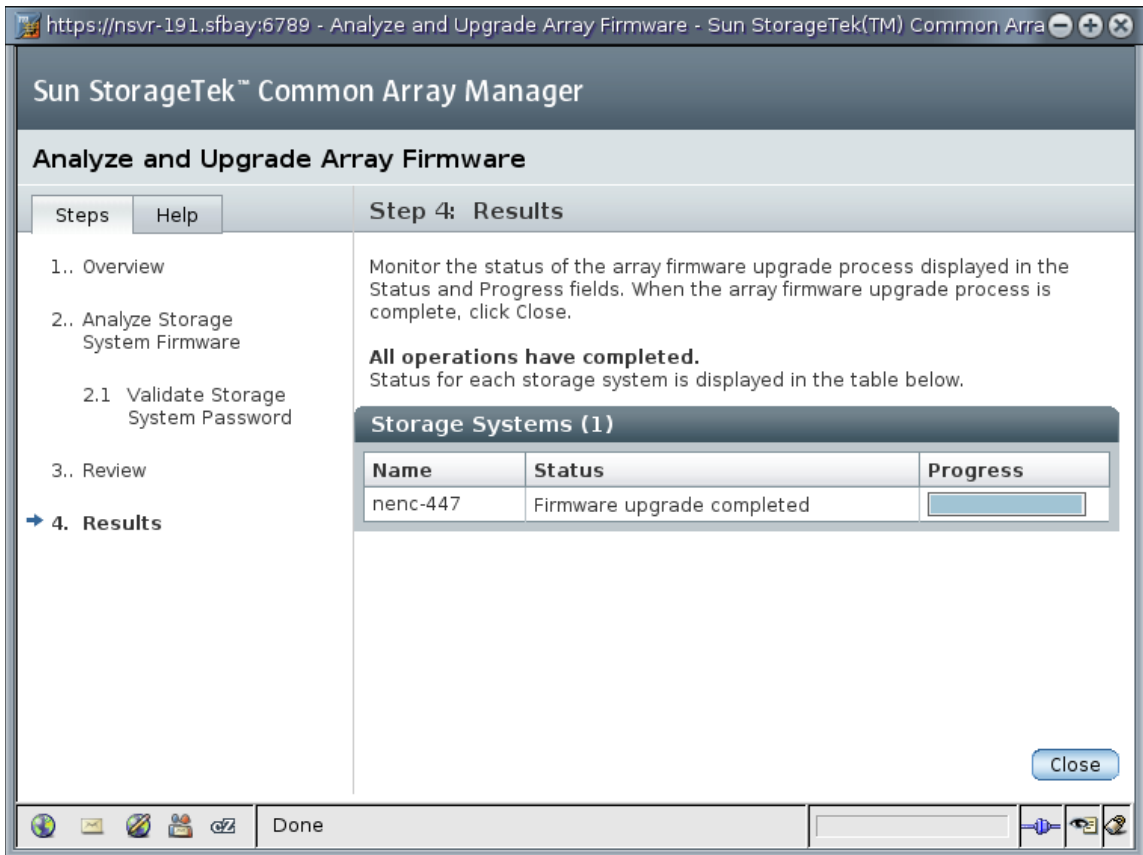 https://nsvr-191.sfbay:6789 - Analyze and Upgrade Array Firmware - Sun StorageTek(TM) Common Arra
Sun StorageTek™ Common Array Manager
Analyze and Upgrade Array Firmware
Steps
Help
1.. Overview
2.. Analyze Storage
System Firmware
2.1 Validate Storage
System Password
3.. Review
4. Results
Step 4: Results
Monitor the status of the array firmware upgrade process displayed in the
Status and Progress fields. When the array firmware upgrade process is
complete, click Close.
All operations have completed.
Status for each storage system is displayed in the table below.
Storage Systems (1)
Name Status Progress
nenc-447 Firmware upgrade completed
Close
Done